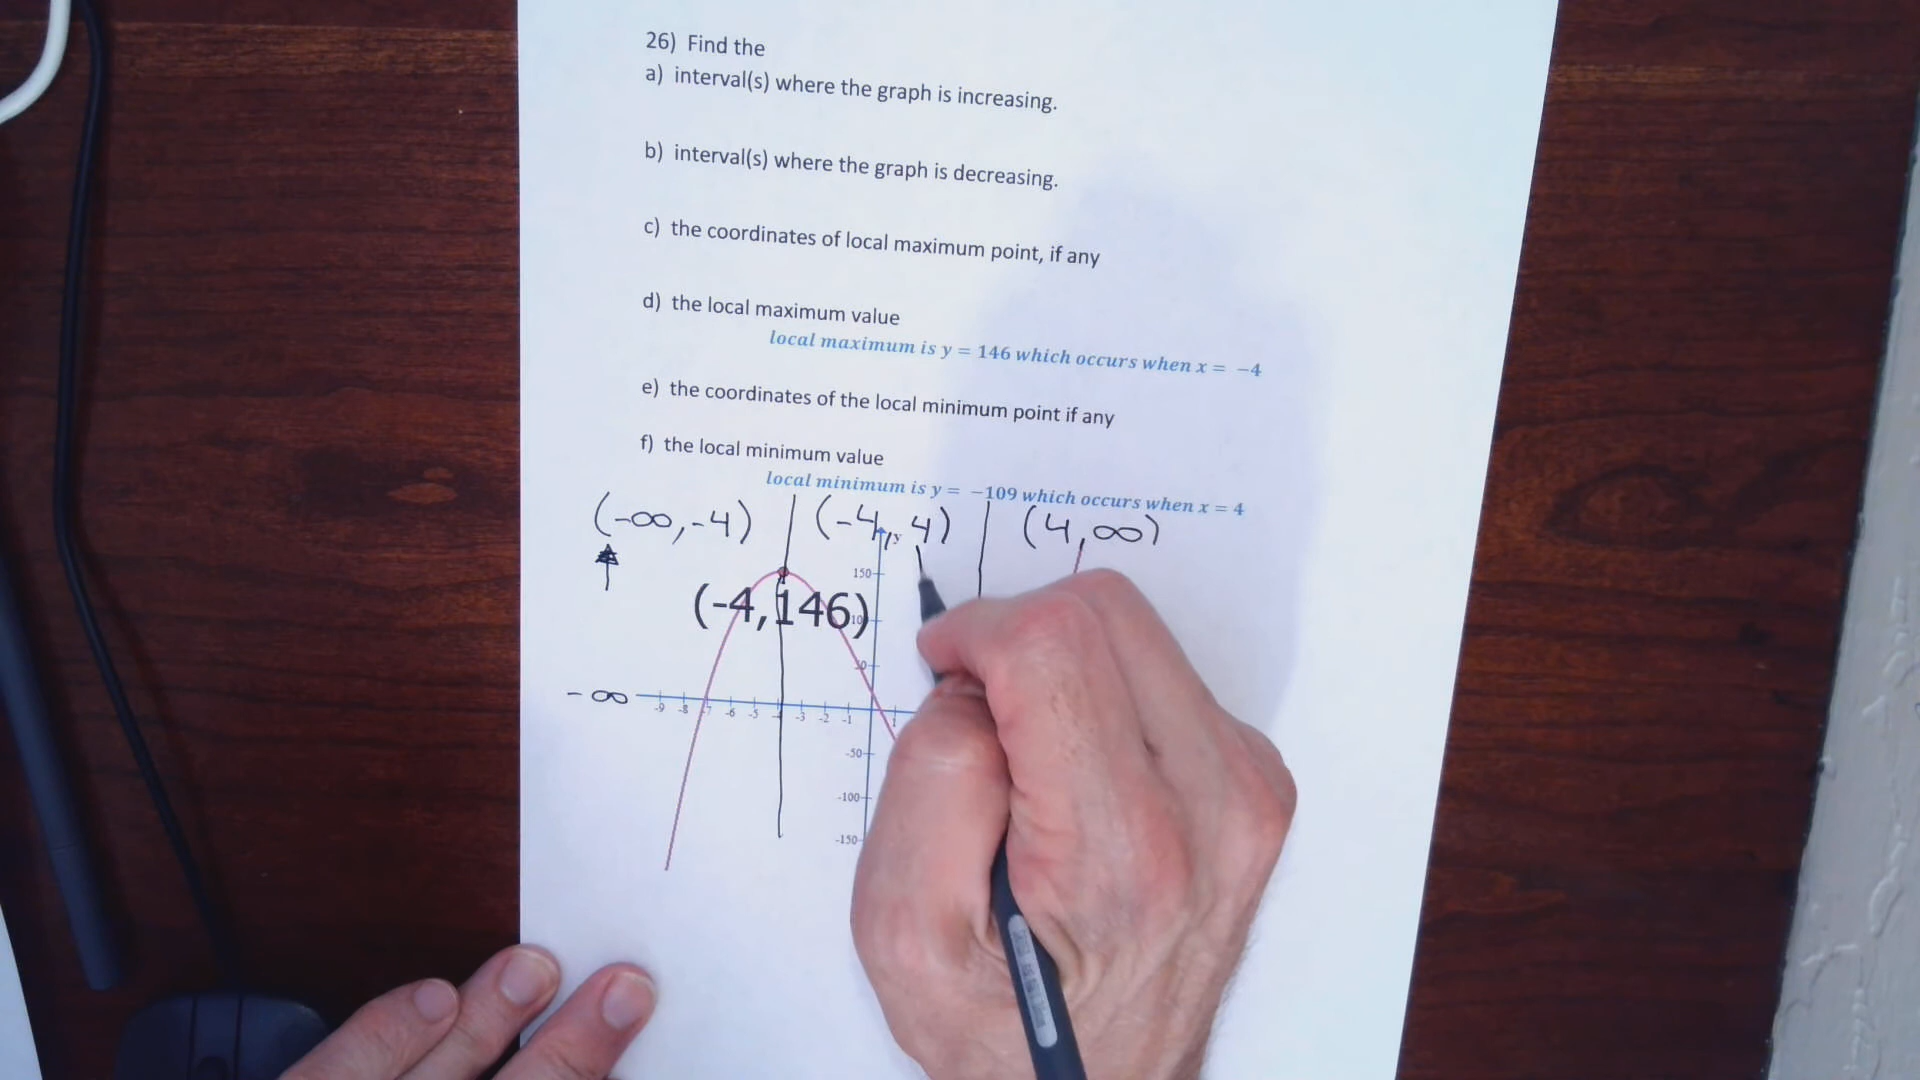 26) Find the
a) interval(s) where the graph is increasing.
b) interval(s) where the graph is decreasing.
c) the coordinates of local maximum point, if any
d) the local maximum value
local maximum is y = 146 which occurs when x = −4
e) the coordinates of the local minimum point if any
f) the local minimum value
local minimum is y = −109 which occurs when x = 4
(-∞,-4) (-4, 4) (4,∞)
y
150
(-4,146)
50
-∞
-9 -8 -7 -6 -5 -3 -2 -1 1
-50
-100
-150